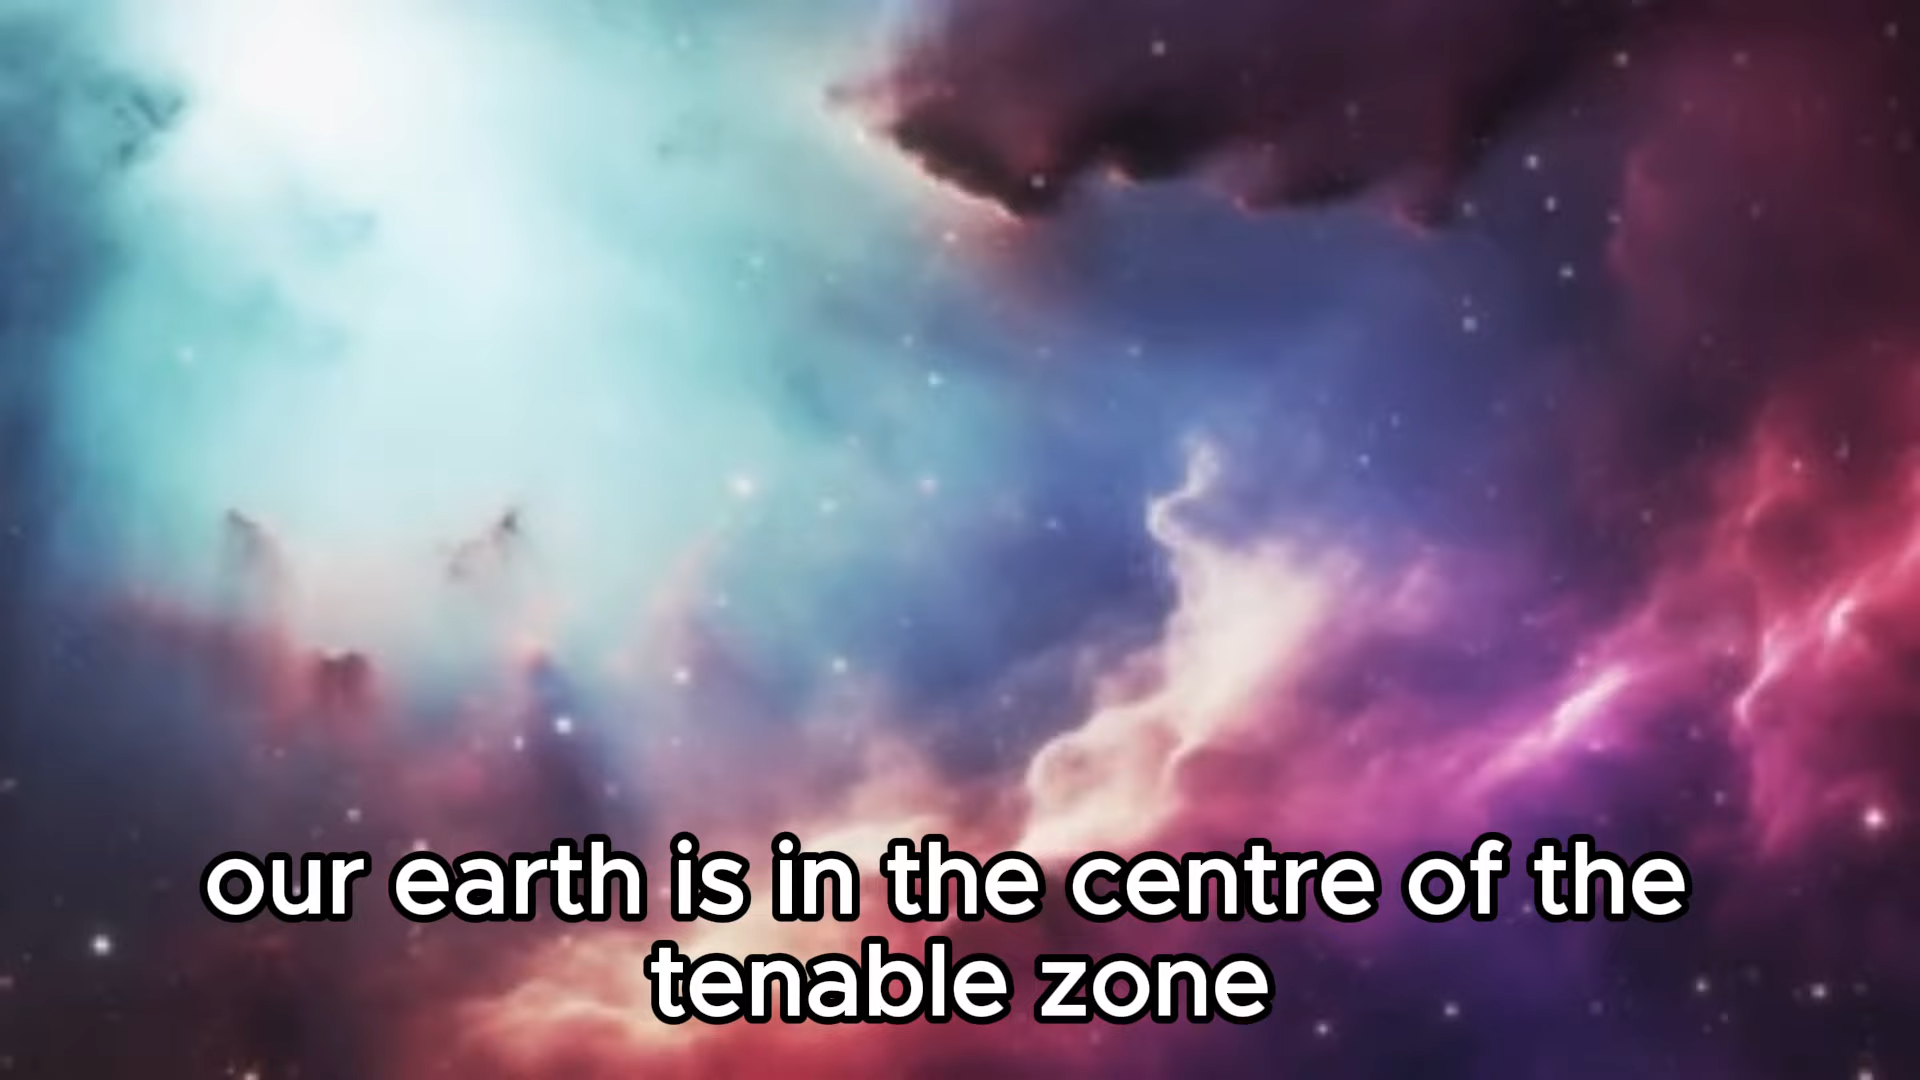 our earth is in the centre of the
tenable zone